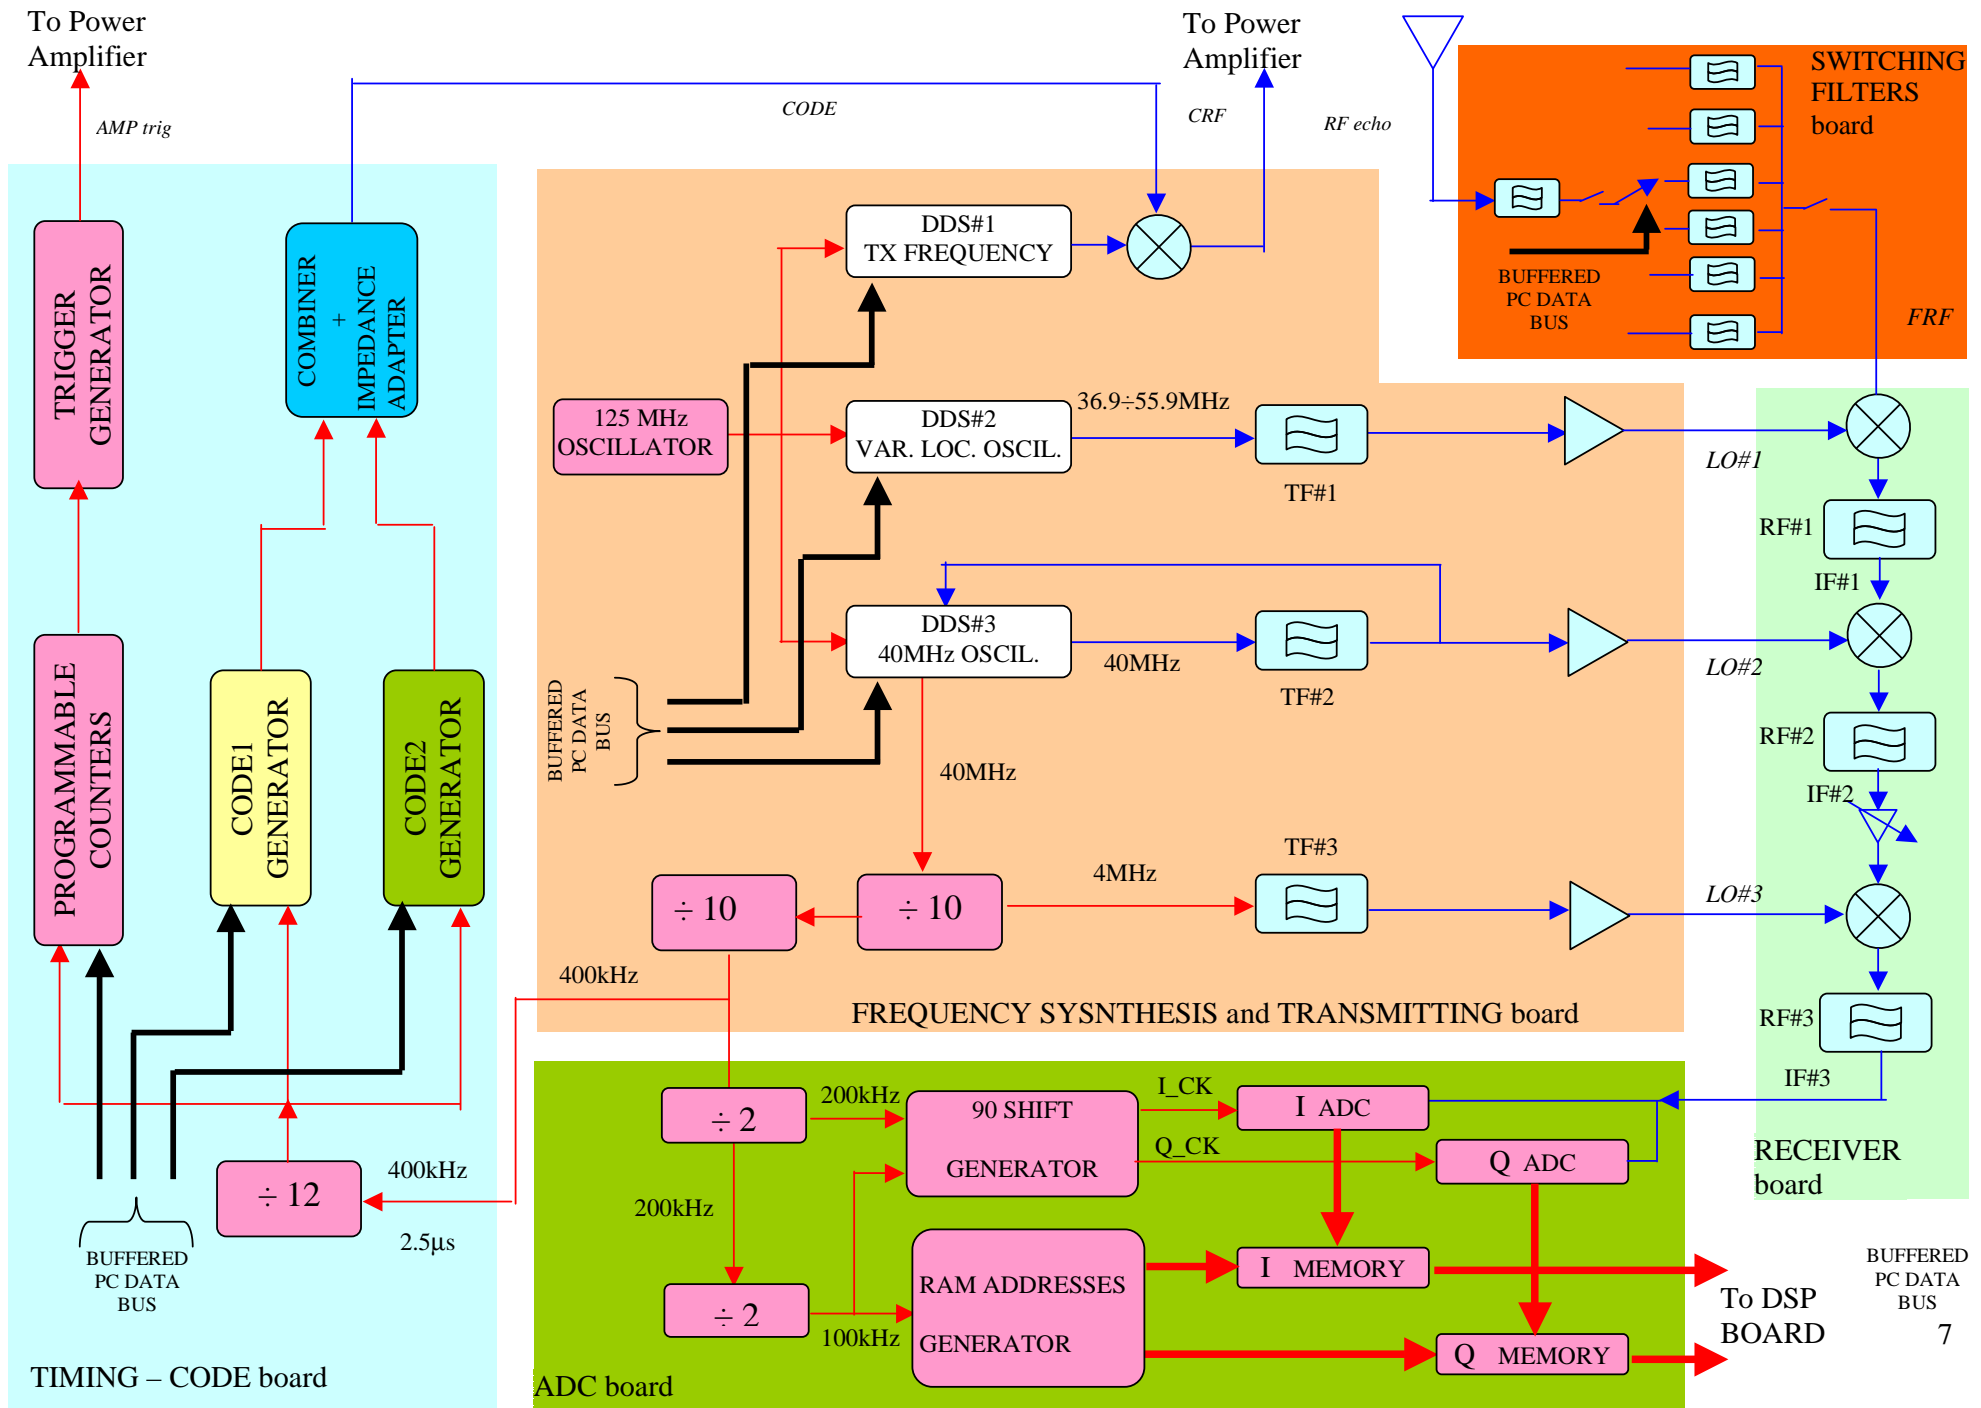 To Power
Amplifier
AMP trig
CODE
To Power
Amplifier
CRF
RF echo
SWITCHING
FILTERS
board
BUFFERED
PC DATA
BUS
FRF
TRIGGER
GENERATOR
COMBINER
+
IMPEDANCE
ADAPTER
PROGRAMMABLE
COUNTERS
CODE1
GENERATOR
CODE2
GENERATOR
÷ 12
400kHz
2.5µs
BUFFERED
PC DATA
BUS
TIMING – CODE board
DDS#1
TX FREQUENCY
125 MHz
OSCILLATOR
DDS#2
VAR. LOC. OSCIL.
36.9÷55.9MHz
TF#1
LO#1
DDS#3
40MHz OSCIL.
40MHz
TF#2
LO#2
BUFFERED
PC DATA
BUS
40MHz
÷ 10
÷ 10
4MHz
TF#3
LO#3
400kHz
FREQUENCY SYSNTHESIS and TRANSMITTING board
RF#1
IF#1
RF#2
IF#2
RF#3
IF#3
RECEIVER
board
÷ 2
200kHz
90 SHIFT
GENERATOR
I_CK
Q_CK
I ADC
Q ADC
200kHz
÷ 2
100kHz
RAM ADDRESSES
GENERATOR
I MEMORY
Q MEMORY
ADC board
To DSP
BOARD
BUFFERED
PC DATA
BUS
7